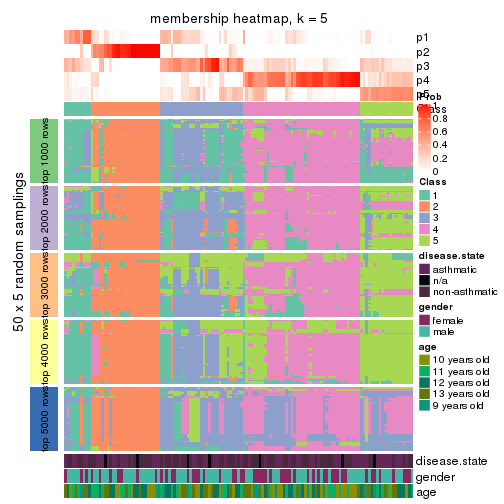 membership heatmap, k = 5
p1
p2
p3
p4
p5
Prob
1
0.8
0.6
0.4
0.2
0
Class
Class
1
2
3
4
5
disease.state
asthmatic
n/a
non-asthmatic
gender
female
male
age
10 years old
11 years old
12 years old
13 years old
9 years old
50 x 5 random samplings
top 1000 rows
top 2000 rows
top 3000 rows
top 4000 rows
top 5000 rows
disease.state
gender
age